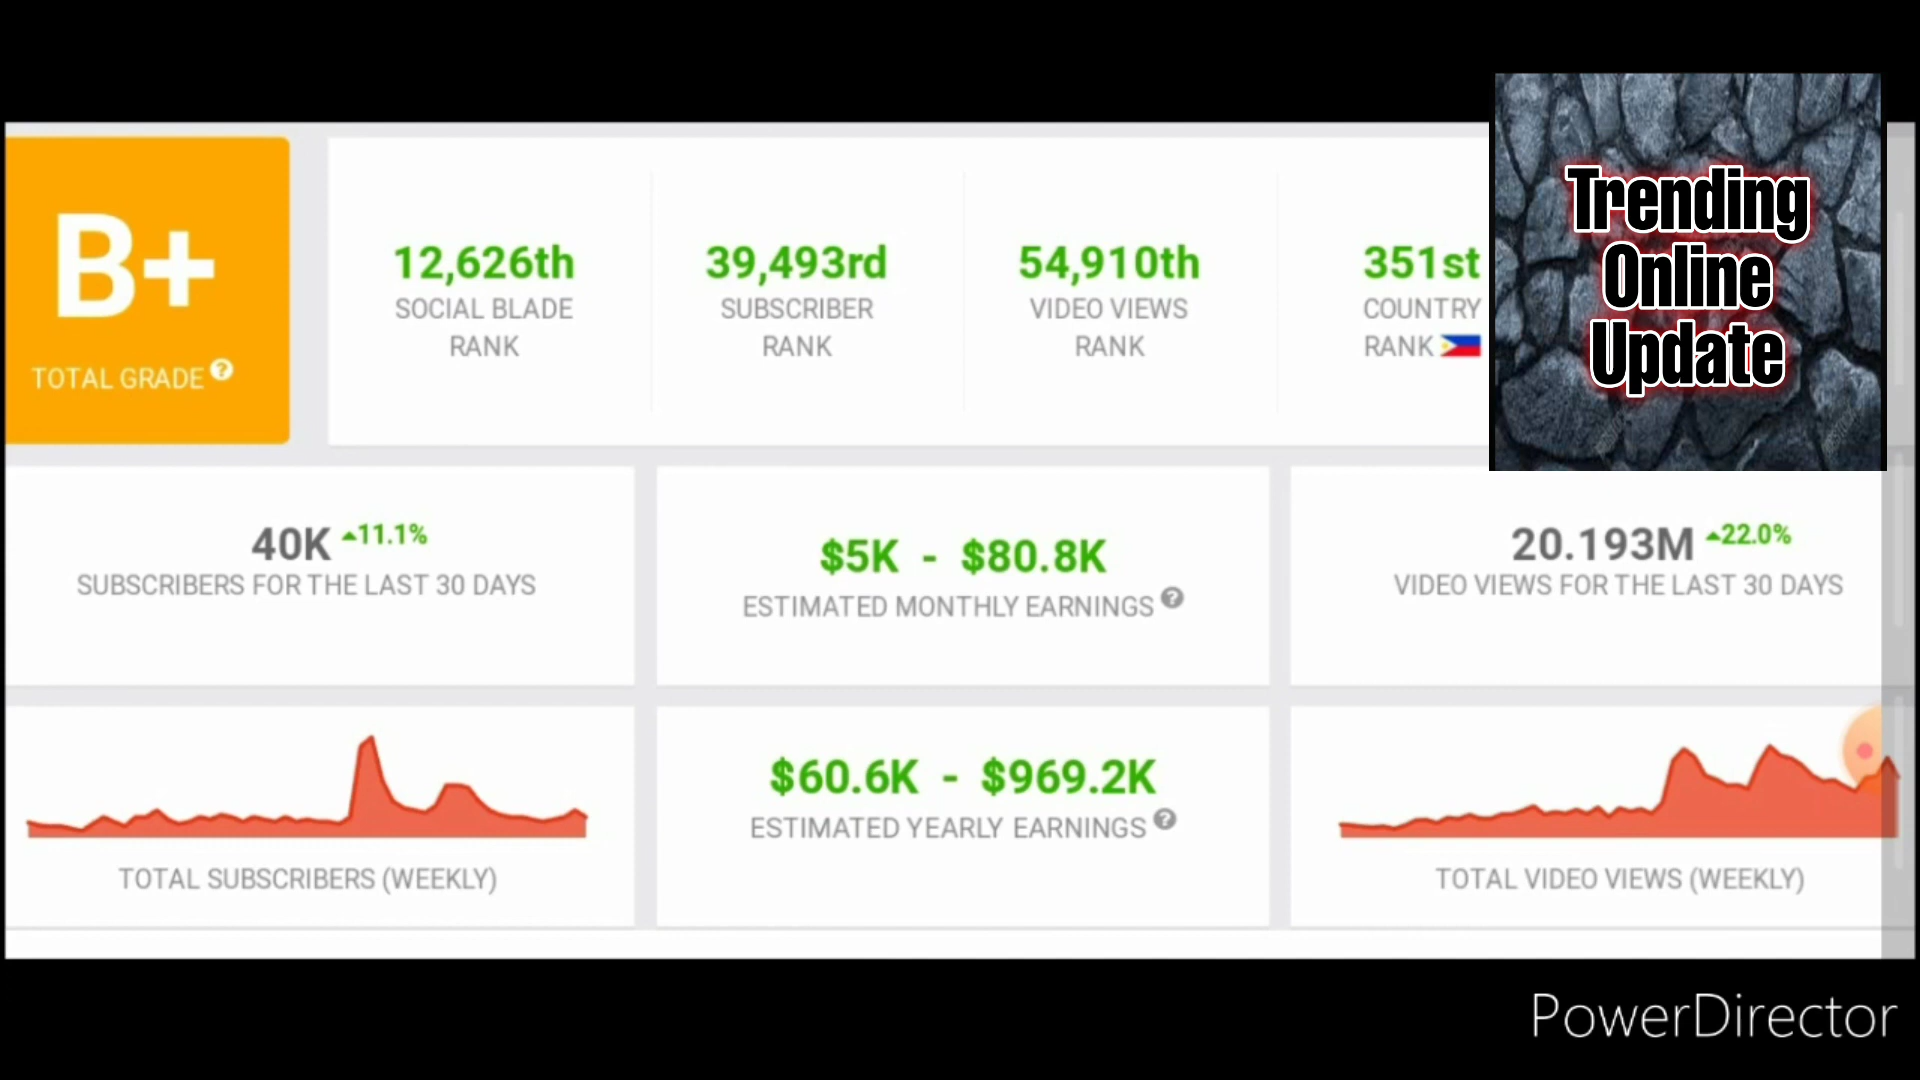 B+
TOTAL GRADE ?
12,626th
SOCIAL BLADE
RANK
39,493rd
SUBSCRIBER
RANK
54,910th
VIDEO VIEWS
RANK
351st
COUNTRY
RANK
Trending
Online
Update
40K ▲11.1%
SUBSCRIBERS FOR THE LAST 30 DAYS
$5K - $80.8K
ESTIMATED MONTHLY EARNINGS ?
20.193M ▲22.0%
VIDEO VIEWS FOR THE LAST 30 DAYS
TOTAL SUBSCRIBERS (WEEKLY)
$60.6K - $969.2K
ESTIMATED YEARLY EARNINGS ?
TOTAL VIDEO VIEWS (WEEKLY)
PowerDirector